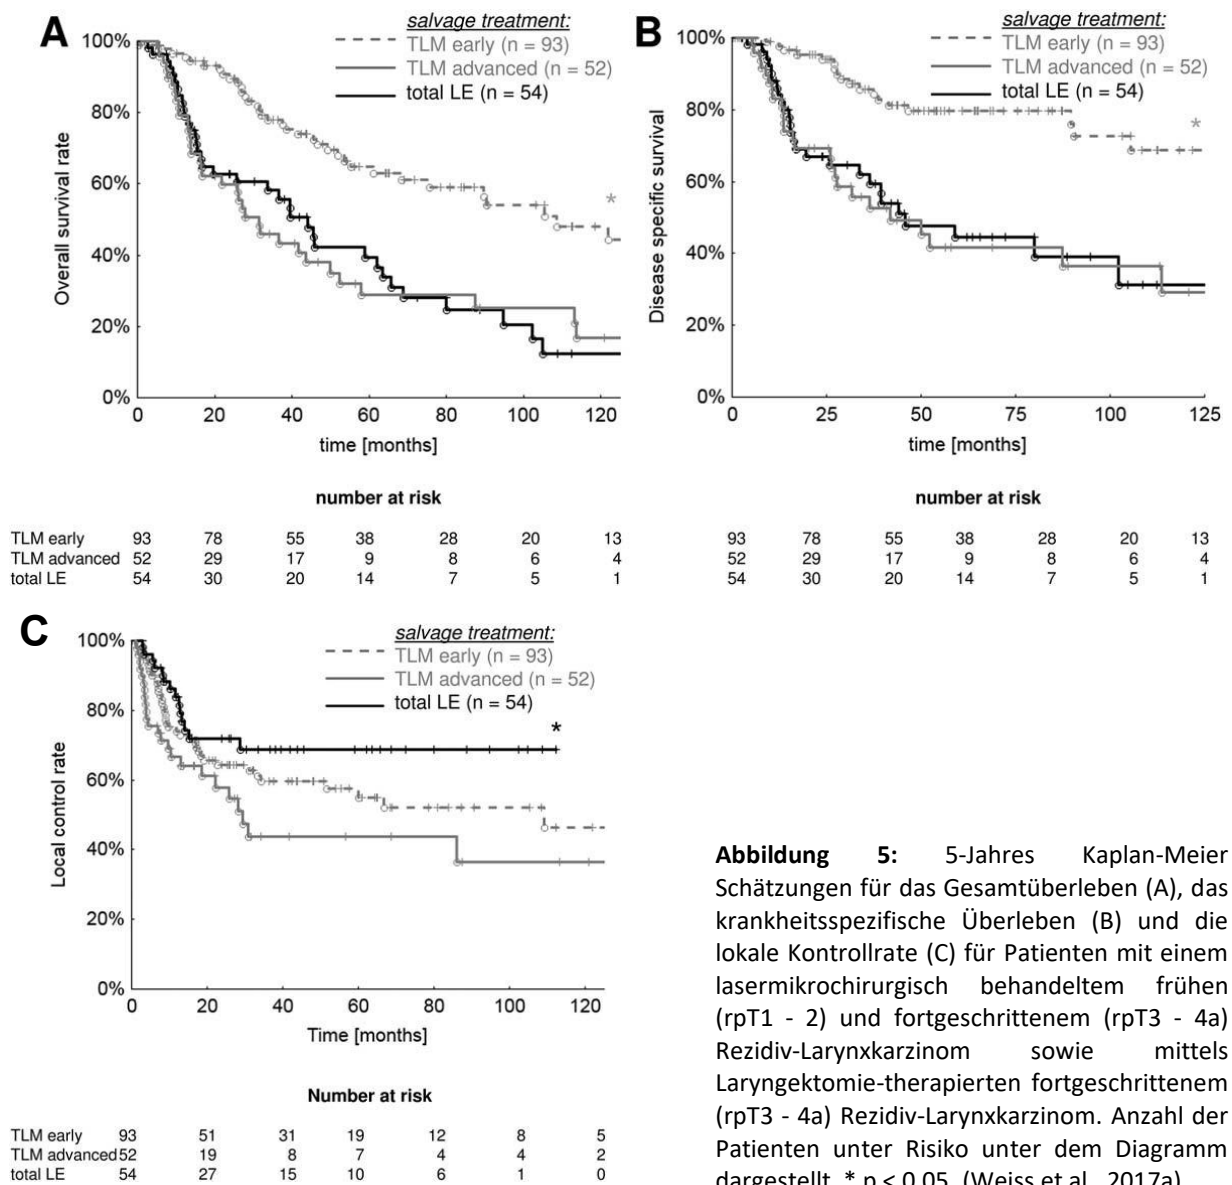 A
salvage treatment:
TLM early (n = 93)
TLM advanced (n = 52)
total LE (n = 54)
100%
80%
60%
40%
20%
0%
Overall survival rate
*
0 20 40 60 80 100 120
time [months]
number at risk
TLM early 93 78 55 38 28 20 13
TLM advanced 52 29 17 9 8 6 4
total LE 54 30 20 14 7 5 1
B
salvage treatment:
TLM early (n = 93)
TLM advanced (n = 52)
total LE (n = 54)
100%
80%
60%
40%
20%
0%
Disease specific survival
*
0 25 50 75 100 125
time [months]
number at risk
93 78 55 38 28 20 13
52 29 17 9 8 6 4
54 30 20 14 7 5 1
C
salvage treatment:
TLM early (n = 93)
TLM advanced (n = 52)
total LE (n = 54)
100%
80%
60%
40%
20%
0%
Local control rate
*
0 20 40 60 80 100 120
Time [months]
Number at risk
TLM early 93 51 31 19 12 8 5
TLM advanced 52 19 8 7 4 4 2
total LE 54 27 15 10 6 1 0
Abbildung 5: 5-Jahres Kaplan-Meier
Schätzungen für das Gesamtüberleben (A), das
krankheitsspezifische Überleben (B) und die
lokale Kontrollrate (C) für Patienten mit einem
lasermikrochirurgisch behandeltem frühen
(rpT1 - 2) und fortgeschrittenem (rpT3 - 4a)
Rezidiv-Larynxkarzinom sowie mittels
Laryngektomie-therapierten fortgeschrittenem
(rpT3 - 4a) Rezidiv-Larynxkarzinom. Anzahl der
Patienten unter Risiko unter dem Diagramm
dargestellt. * p < 0.05. (Weiss et al., 2017a)